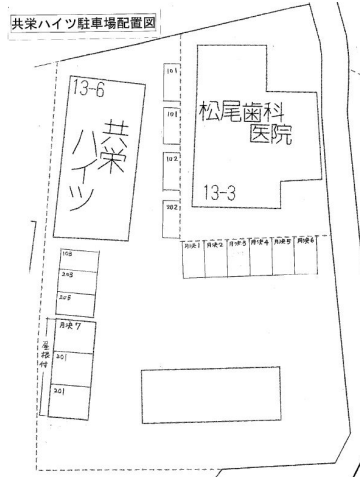 共栄ハイツ駐車場配置図
13-6
共栄
ハイツ
松尾歯科
医院
13-3
101
101
102
202
月決1
月決2
月決3
月決4
月決5
月決6
103
203
205
月決7
屋根付
201
201